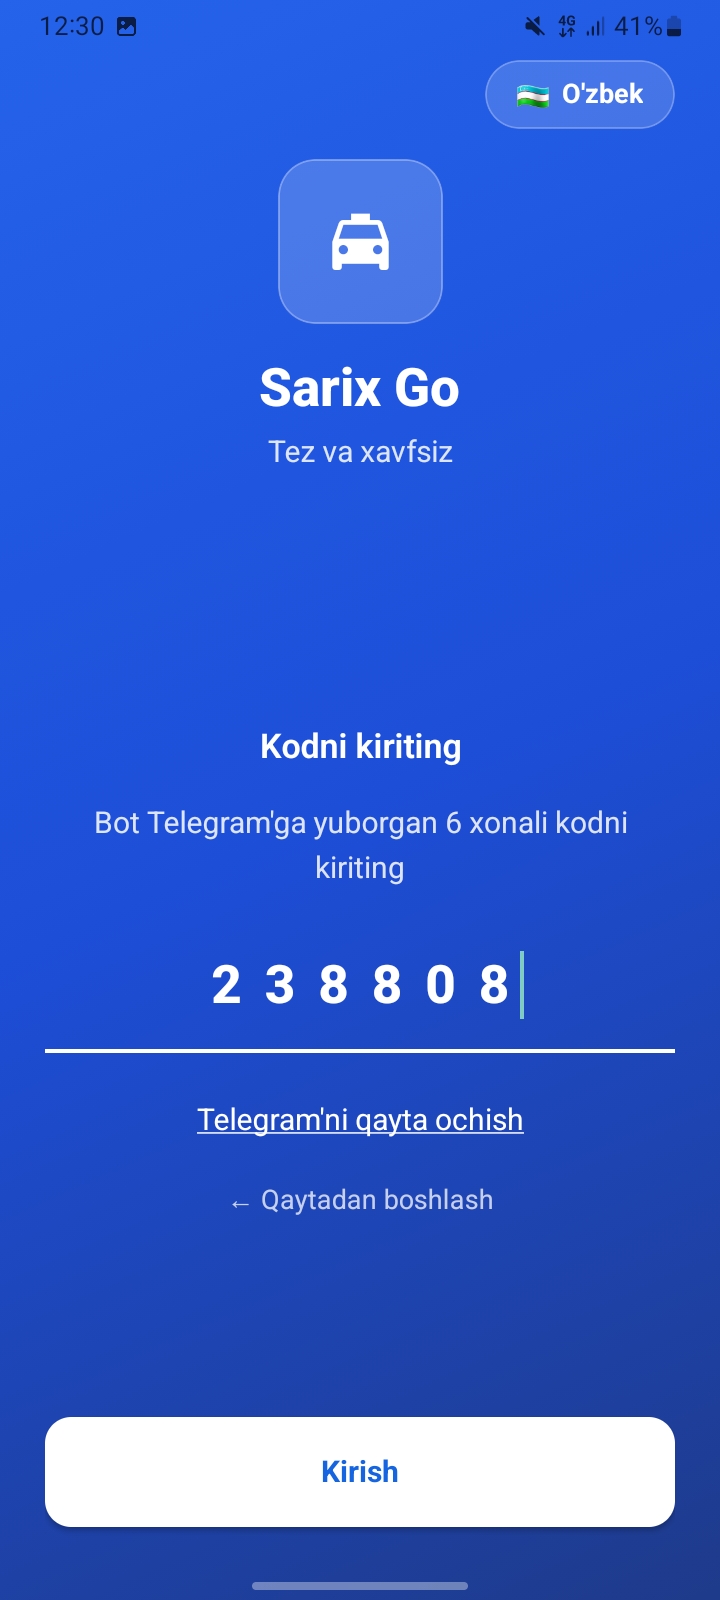 12:30
4G 41%
O'zbek
Sarix Go
Tez va xavfsiz
Kodni kiriting
Bot Telegram'ga yuborgan 6 xonali kodni
kiriting
2 3 8 8 0 8
Telegram'ni qayta ochish
← Qaytadan boshlash
Kirish